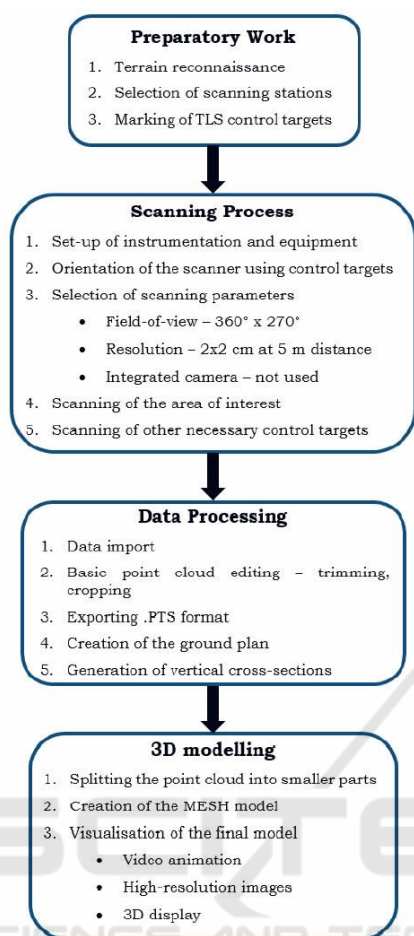 Preparatory Work
1. Terrain reconnaissance
2. Selection of scanning stations
3. Marking of TLS control targets
Scanning Process
1. Set-up of instrumentation and equipment
2. Orientation of the scanner using control targets
3. Selection of scanning parameters
• Field-of-view – 360° x 270°
• Resolution – 2x2 cm at 5 m distance
• Integrated camera – not used
4. Scanning of the area of interest
5. Scanning of other necessary control targets
Data Processing
1. Data import
2. Basic point cloud editing – trimming,
cropping
3. Exporting .PTS format
4. Creation of the ground plan
5. Generation of vertical cross-sections
3D modelling
1. Splitting the point cloud into smaller parts
2. Creation of the MESH model
3. Visualisation of the final model
• Video animation
• High-resolution images
• 3D display